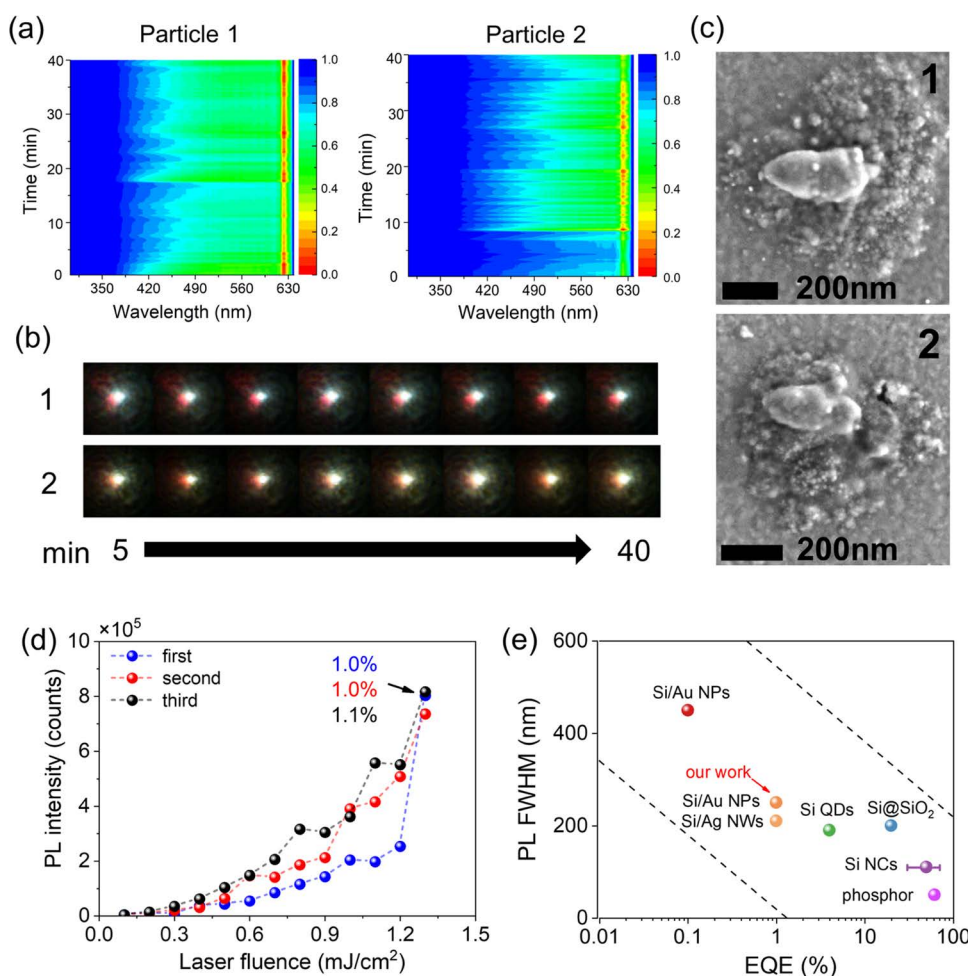 (a)
Particle 1
Particle 2
Time (min)
40
30
20
10
0
350 420 490 560 630
Wavelength (nm)
1.0
0.8
0.6
0.4
0.2
0.0
Time (min)
40
30
20
10
0
350 420 490 560 630
Wavelength (nm)
1.0
0.8
0.6
0.4
0.2
0.0
(b)
1
2
min 5 40
(c)
1
200nm
2
200nm
(d)
×10⁵
10
8
6
4
2
0
PL intensity (counts)
first
second
third
1.0%
1.0%
1.1%
0.0 0.3 0.6 0.9 1.2 1.5
Laser fluence (mJ/cm²)
(e)
600
400
200
0
PL FWHM (nm)
Si/Au NPs
our work
Si/Au NPs
Si/Ag NWs
Si QDs
Si@SiO₂
Si NCs
phosphor
0.01 0.1 1 10 100
EQE (%)